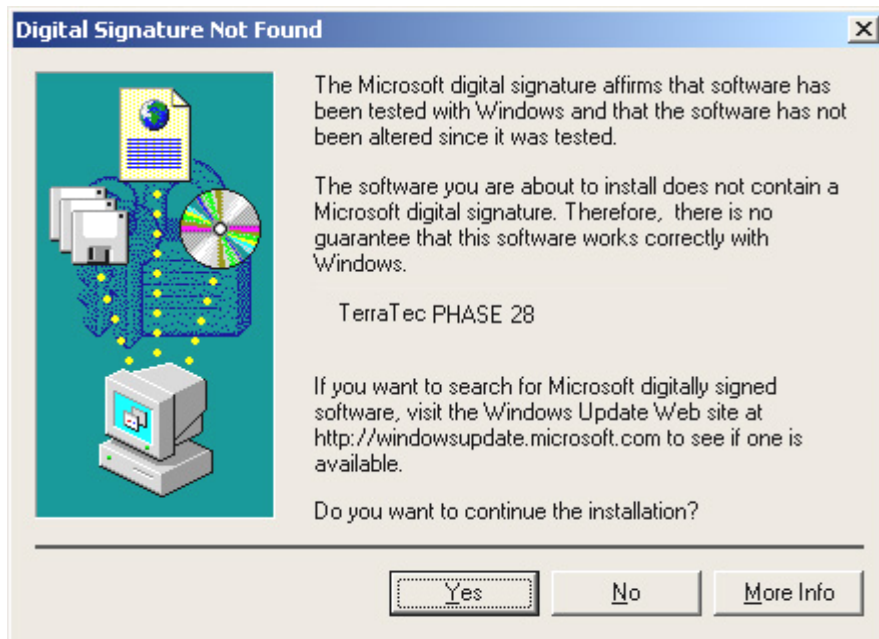 Digital Signature Not Found
The Microsoft digital signature affirms that software has
been tested with Windows and that the software has not
been altered since it was tested.
The software you are about to install does not contain a
Microsoft digital signature. Therefore, there is no
guarantee that this software works correctly with
Windows.
TerraTec PHASE 28
If you want to search for Microsoft digitally signed
software, visit the Windows Update Web site at
http://windowsupdate.microsoft.com to see if one is
available.
Do you want to continue the installation?
Yes No More Info